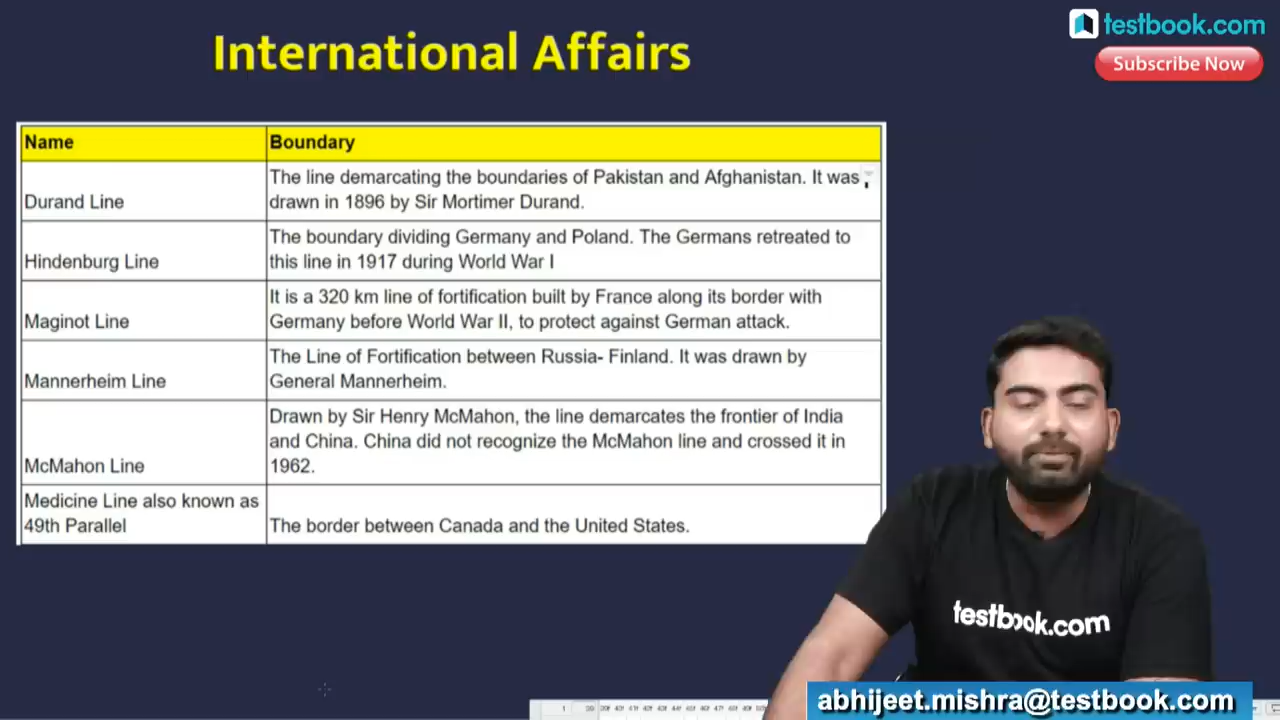 International Affairs
testbook.com
Subscribe Now
Name
Boundary
Durand Line
The line demarcating the boundaries of Pakistan and Afghanistan. It was
drawn in 1896 by Sir Mortimer Durand.
Hindenburg Line
The boundary dividing Germany and Poland. The Germans retreated to
this line in 1917 during World War I
Maginot Line
It is a 320 km line of fortification built by France along its border with
Germany before World War II, to protect against German attack.
Mannerheim Line
The Line of Fortification between Russia- Finland. It was drawn by
General Mannerheim.
McMahon Line
Drawn by Sir Henry McMahon, the line demarcates the frontier of India
and China. China did not recognize the McMahon line and crossed it in
1962.
Medicine Line also known as
49th Parallel
The border between Canada and the United States.
testbook.com
abhijeet.mishra@testbook.com